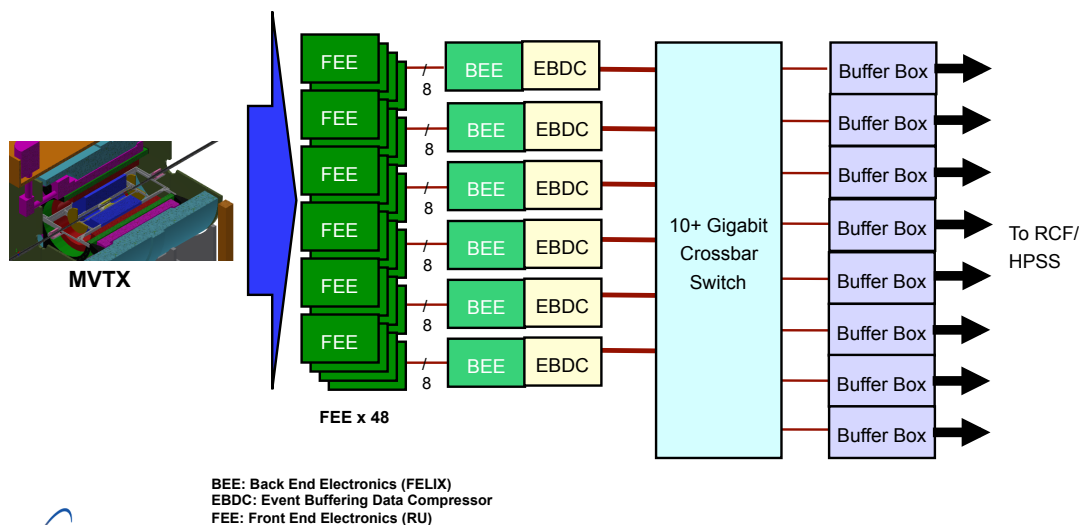 MVTX
FEE
FEE
FEE
FEE
FEE
FEE
FEE x 48
/
8
/
8
/
8
/
8
/
8
/
8
BEE EBDC
BEE EBDC
BEE EBDC
BEE EBDC
BEE EBDC
BEE EBDC
10+ Gigabit
Crossbar
Switch
Buffer Box
Buffer Box
Buffer Box
Buffer Box
Buffer Box
Buffer Box
Buffer Box
Buffer Box
To RCF/
HPSS
BEE: Back End Electronics (FELIX)
EBDC: Event Buffering Data Compressor
FEE: Front End Electronics (RU)